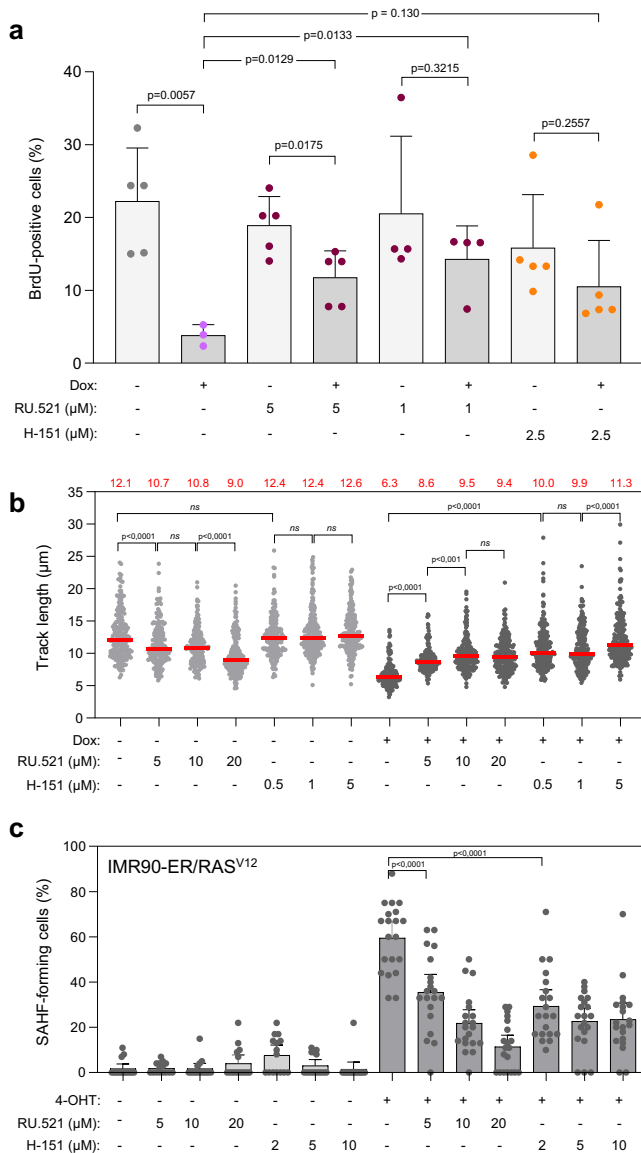 a
p = 0.130
p=0.0133
p=0.0129
p=0.0057
p=0.3215
p=0.2557
p=0.0175
BrdU-positive cells (%)
40
30
20
10
0
Dox: - + - + - + - +
RU.521 (µM): - - 5 5 1 1 - -
H-151 (µM): - - - - - - 2.5 2.5
b
12.1 10.7 10.8 9.0 12.4 12.4 12.6 6.3 8.6 9.5 9.4 10.0 9.9 11.3
ns p<0,0001
p<0,0001 ns p<0,0001 ns ns ns p<0,0001
ns
p<0,001
p<0,0001
Track length (µm)
35
30
25
20
15
10
5
0
Dox: - - - - - - - + + + + + + +
RU.521 (µM): - 5 10 20 - - - - 5 10 20 - - -
H-151 (µM): - - - - 0.5 1 5 - - - - 0.5 1 5
c
IMR90-ER/RASV12
p<0,0001
p<0,0001
SAHF-forming cells (%)
100
80
60
40
20
0
4-OHT: - - - - - - - + + + + + + +
RU.521 (µM): - 5 10 20 - - - - 5 10 20 - - -
H-151 (µM): - - - - 2 5 10 - - - - 2 5 10